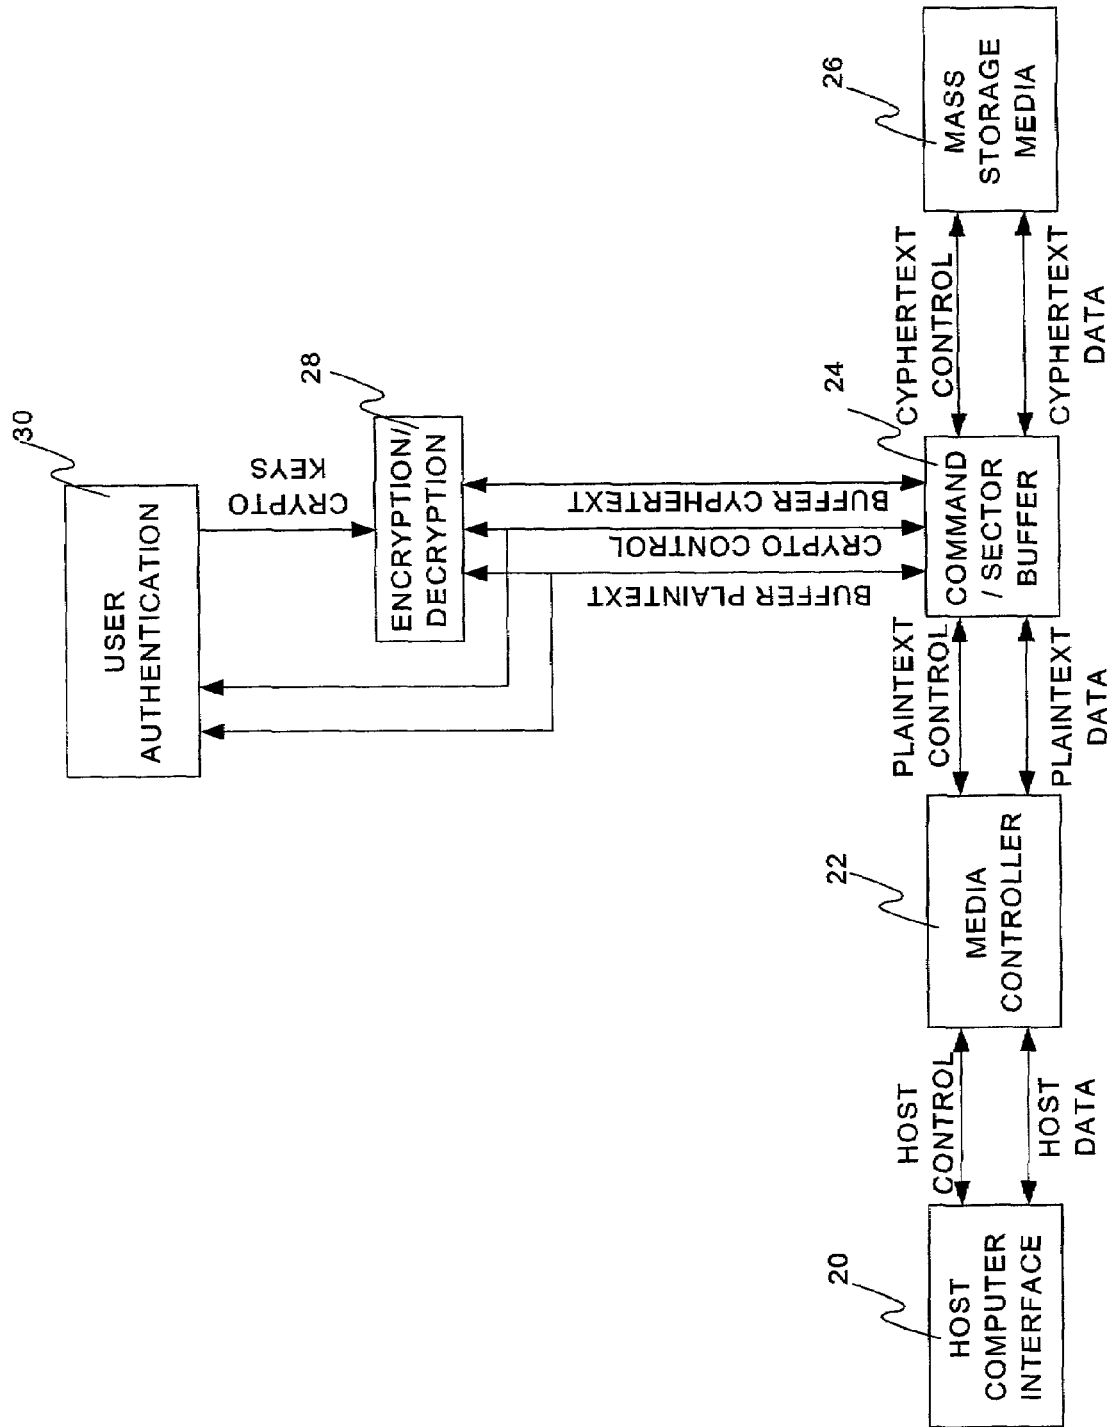 30
USER
AUTHENTICATION
CRYPTO
KEYS
28
ENCRYPTION//
DECRYPTION
BUFFER PLAINTEXT
CRYPTO CONTROL
BUFFER CYPHERTEXT
20
HOST
COMPUTER
INTERFACE
HOST
CONTROL
HOST
DATA
22
MEDIA
CONTROLLER
PLAINTEXT
CONTROL
PLAINTEXT
DATA
24
COMMAND
/ SECTOR
BUFFER
CYPHERTEXT
CONTROL
CYPHERTEXT
DATA
26
MASS
STORAGE
MEDIA